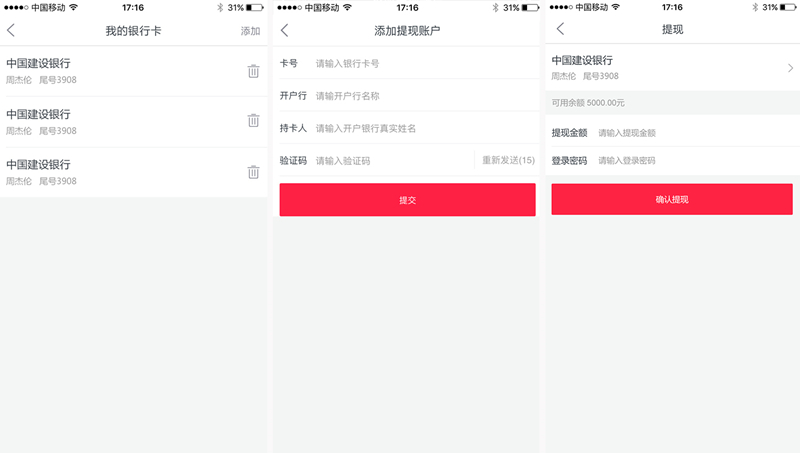 中国移动 17:16 31%
我的银行卡 添加
中国建设银行
周杰伦 尾号3908
中国建设银行
周杰伦 尾号3908
中国建设银行
周杰伦 尾号3908
中国移动 17:16 31%
添加提现账户
卡号 请输入银行卡号
开户行 请输开户行名称
持卡人 请输入开户银行真实姓名
验证码 请输入验证码 重新发送(15)
提交
中国移动 17:16 31%
提现
中国建设银行
周杰伦 尾号3908
可用余额 5000.00元
提现金额 请输入提现金额
登录密码 请输入登录密码
确认提现